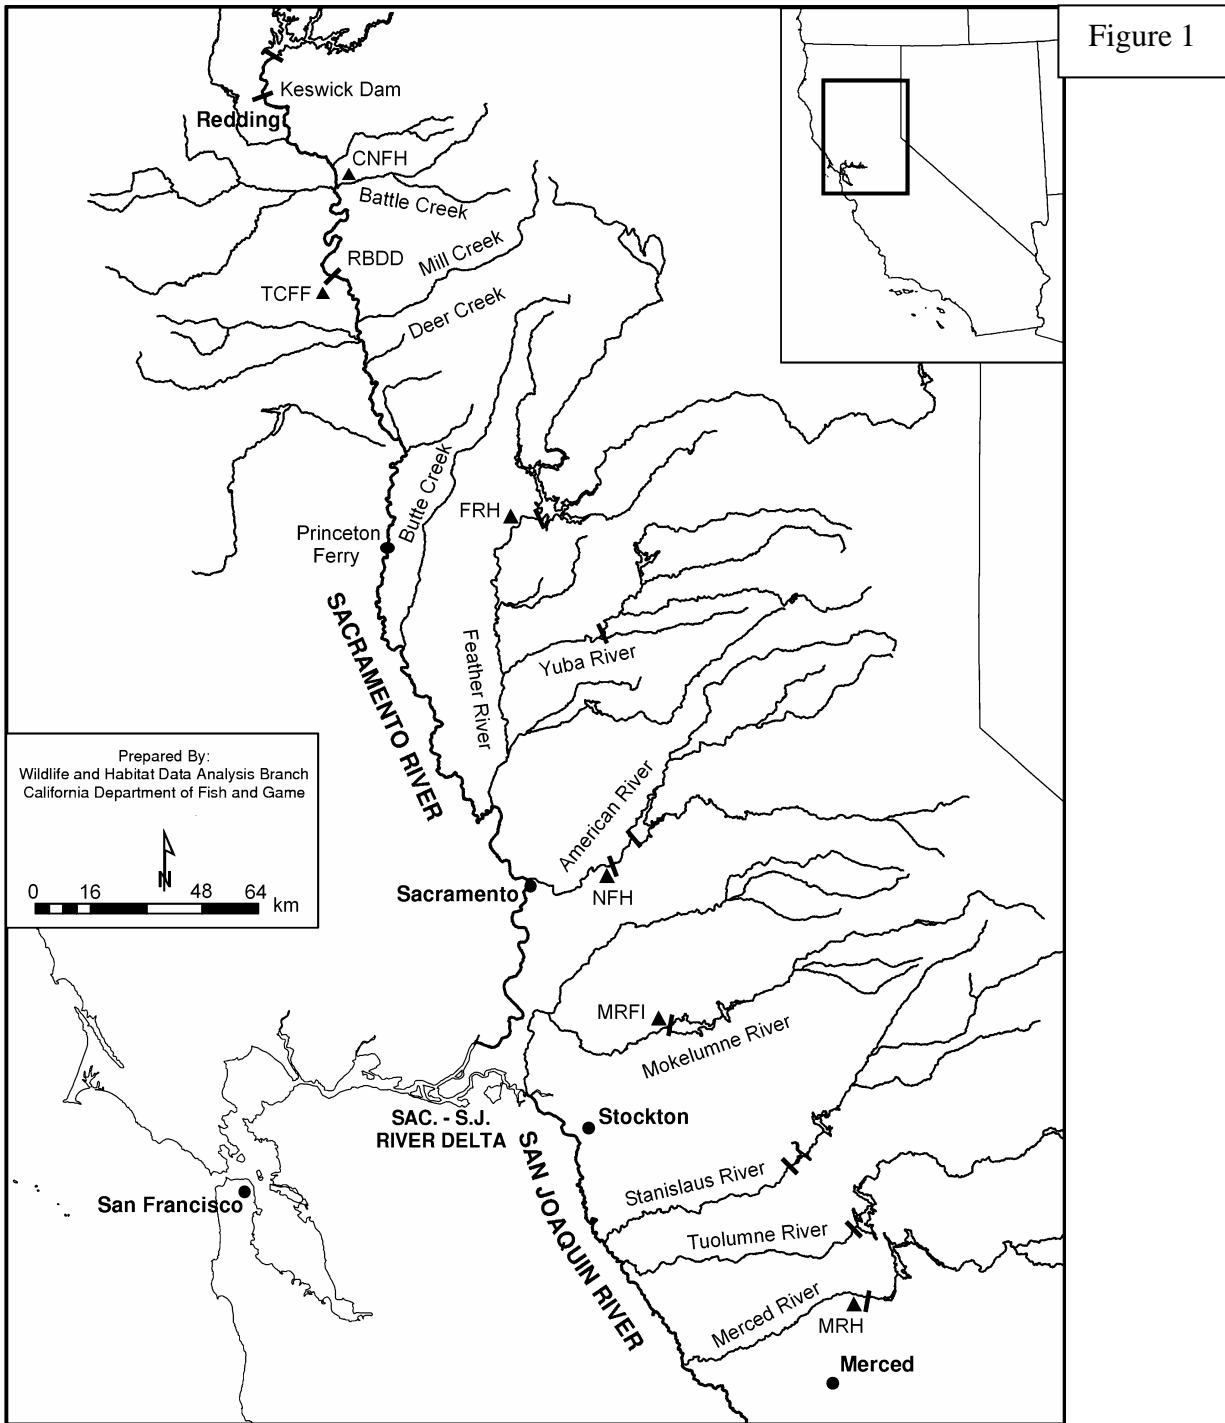 Figure 1
Keswick Dam
Redding
CNFH
Battle Creek
RBDD
Mill Creek
TCFF
Deer Creek
Butte Creek
FRH
Princeton
Ferry
SACRAMENTO RIVER
Feather River
Yuba River
Prepared By:
Wildlife and Habitat Data Analysis Branch
California Department of Fish and Game
N
0 16 48 64
km
American River
Sacramento
NFH
MRFI
Mokelumne River
SAC. - S.J.
RIVER DELTA
Stockton
SAN JOAQUIN RIVER
Stanislaus River
San Francisco
Tuolumne River
Merced River
MRH
Merced